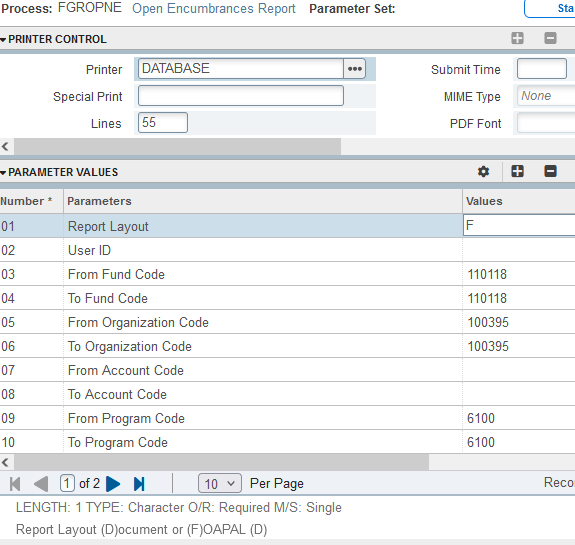 Process: FGROPNE Open Encumbrances Report Parameter Set:
PRINTER CONTROL
Printer DATABASE Submit Time
Special Print MIME Type None
Lines 55 PDF Font
PARAMETER VALUES
Number * Parameters Values
01 Report Layout F
02 User ID
03 From Fund Code 110118
04 To Fund Code 110118
05 From Organization Code 100395
06 To Organization Code 100395
07 From Account Code
08 To Account Code
09 From Program Code 6100
10 To Program Code 6100
1 of 2 10 Per Page
LENGTH: 1 TYPE: Character O/R: Required M/S: Single
Report Layout (D)ocument or (F)OAPAL (D)